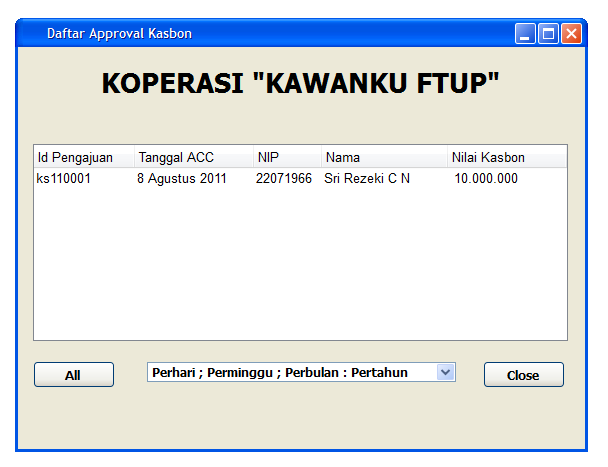 Daftar Approval Kasbon
KOPERASI "KAWANKU FTUP"
Id Pengajuan Tanggal ACC NIP Nama Nilai Kasbon
ks110001 8 Agustus 2011 22071966 Sri Rezeki C N 10.000.000
All Perhari ; Perminggu ; Perbulan : Pertahun Close